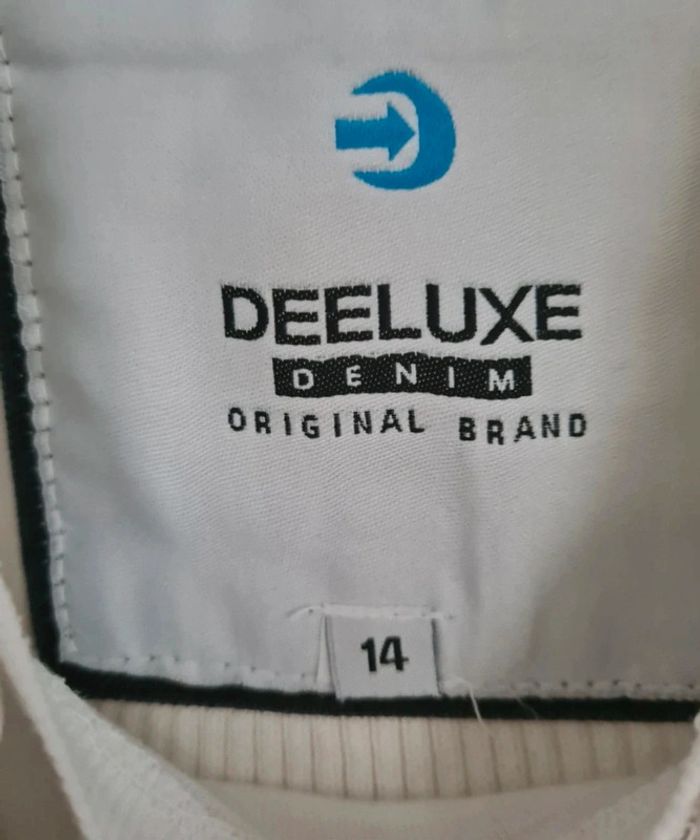 DEELUXE
DENIM
ORIGINAL BRAND
14